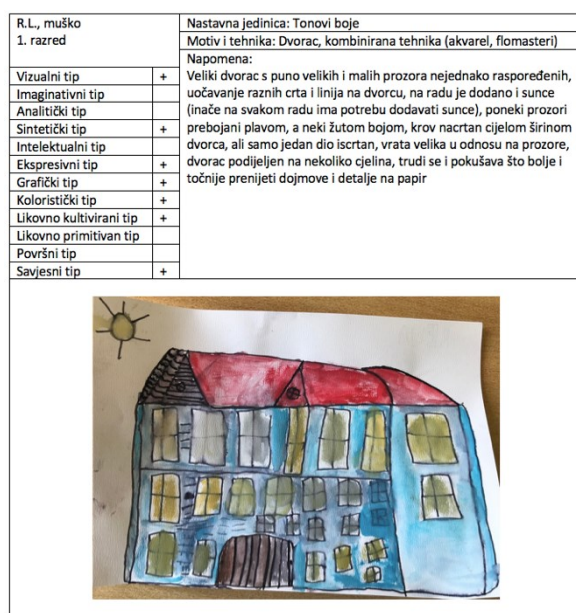 R.L., muško
1. razred
Nastavna jedinica: Tonovi boje
Motiv i tehnika: Dvorac, kombinirana tehnika (akvarel, flomasteri)
Napomena:
Veliki dvorac s puno velikih i malih prozora nejednako raspoređenih,
uočavanje raznih crta i linija na dvorcu, na radu je dodano i sunce
(inače na svakom radu ima potrebu dodavati sunce), poneki prozori
prebojani plavom, a neki žutom bojom, krov nacrtan cijelom širinom
dvorca, ali samo jedan dio iscrtan, vrata velika u odnosu na prozore,
dvorac podijeljen na nekoliko cjelina, trudi se i pokušava što bolje i
točnije prenijeti dojmove i detalje na papir
Vizualni tip +
Imaginativni tip
Analitički tip
Sintetički tip +
Intelektualni tip
Ekspresivni tip +
Grafički tip +
Koloristički tip +
Likovno kultivirani tip +
Likovno primitivan tip
Površni tip
Savjesni tip +